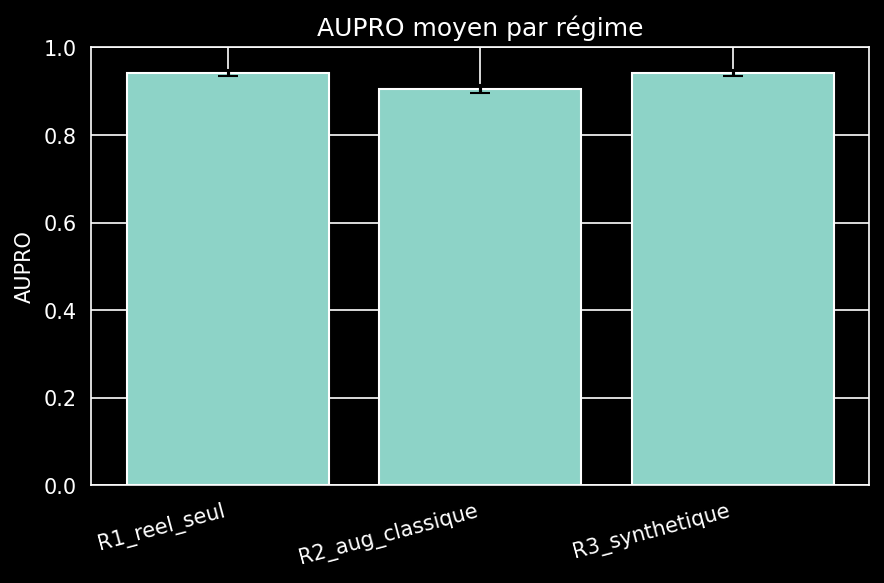 AUPRO moyen par régime
AUPRO
1.0
0.8
0.6
0.4
0.2
0.0
R1_reel_seul
R2_aug_classique
R3_synthetique